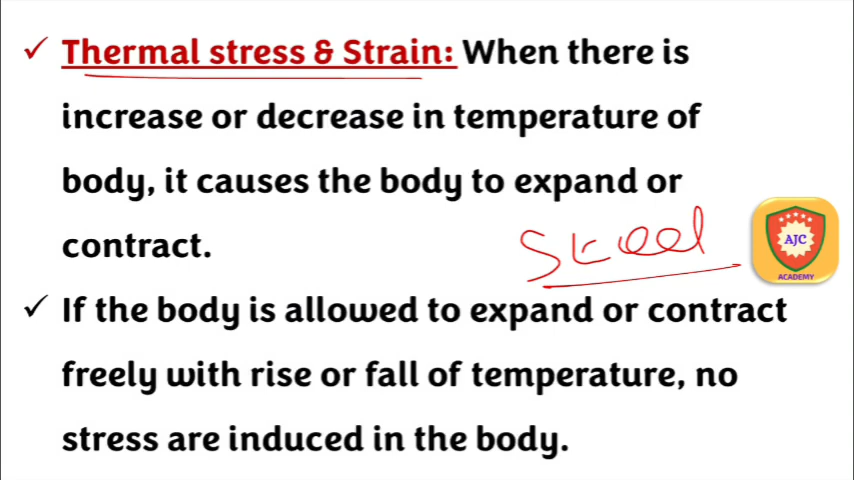 ✓ Thermal stress & Strain: When there is
increase or decrease in temperature of
body, it causes the body to expand or
contract.
Steel
AJC
ACADEMY
✓ If the body is allowed to expand or contract
freely with rise or fall of temperature, no
stress are induced in the body.